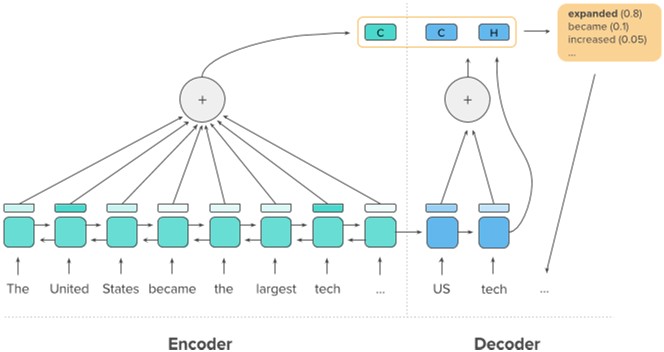 C C H
expanded (0.8)
became (0.1)
increased (0.05)
...
+ +
The United States became the largest tech ... US tech ...
Encoder Decoder